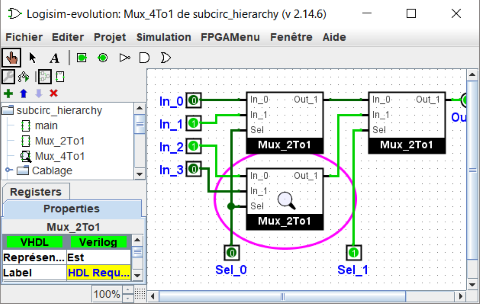 Logisim-evolution: Mux_4To1 de subcirc_hierarchy (v 2.14.6)
Fichier Editer Projet Simulation FPGAMenu Fenêtre Aide
A
subcirc_hierarchy
main
Mux_2To1
Mux_4To1
Cablage
Registers
Properties
Mux_2To1
VHDL Verilog
Représen... Est
Label HDL Requ...
100%
In_0 0
In_1 1
In_2 1
In_3 0
In_0 Out_1
In_1
Sel
Mux_2To1
In_0 Out_1
In_1
Sel
Mux_2To1
Ou
In_0 Out_1
In_1
Sel
Mux_2To1
0 1
Sel_0 Sel_1